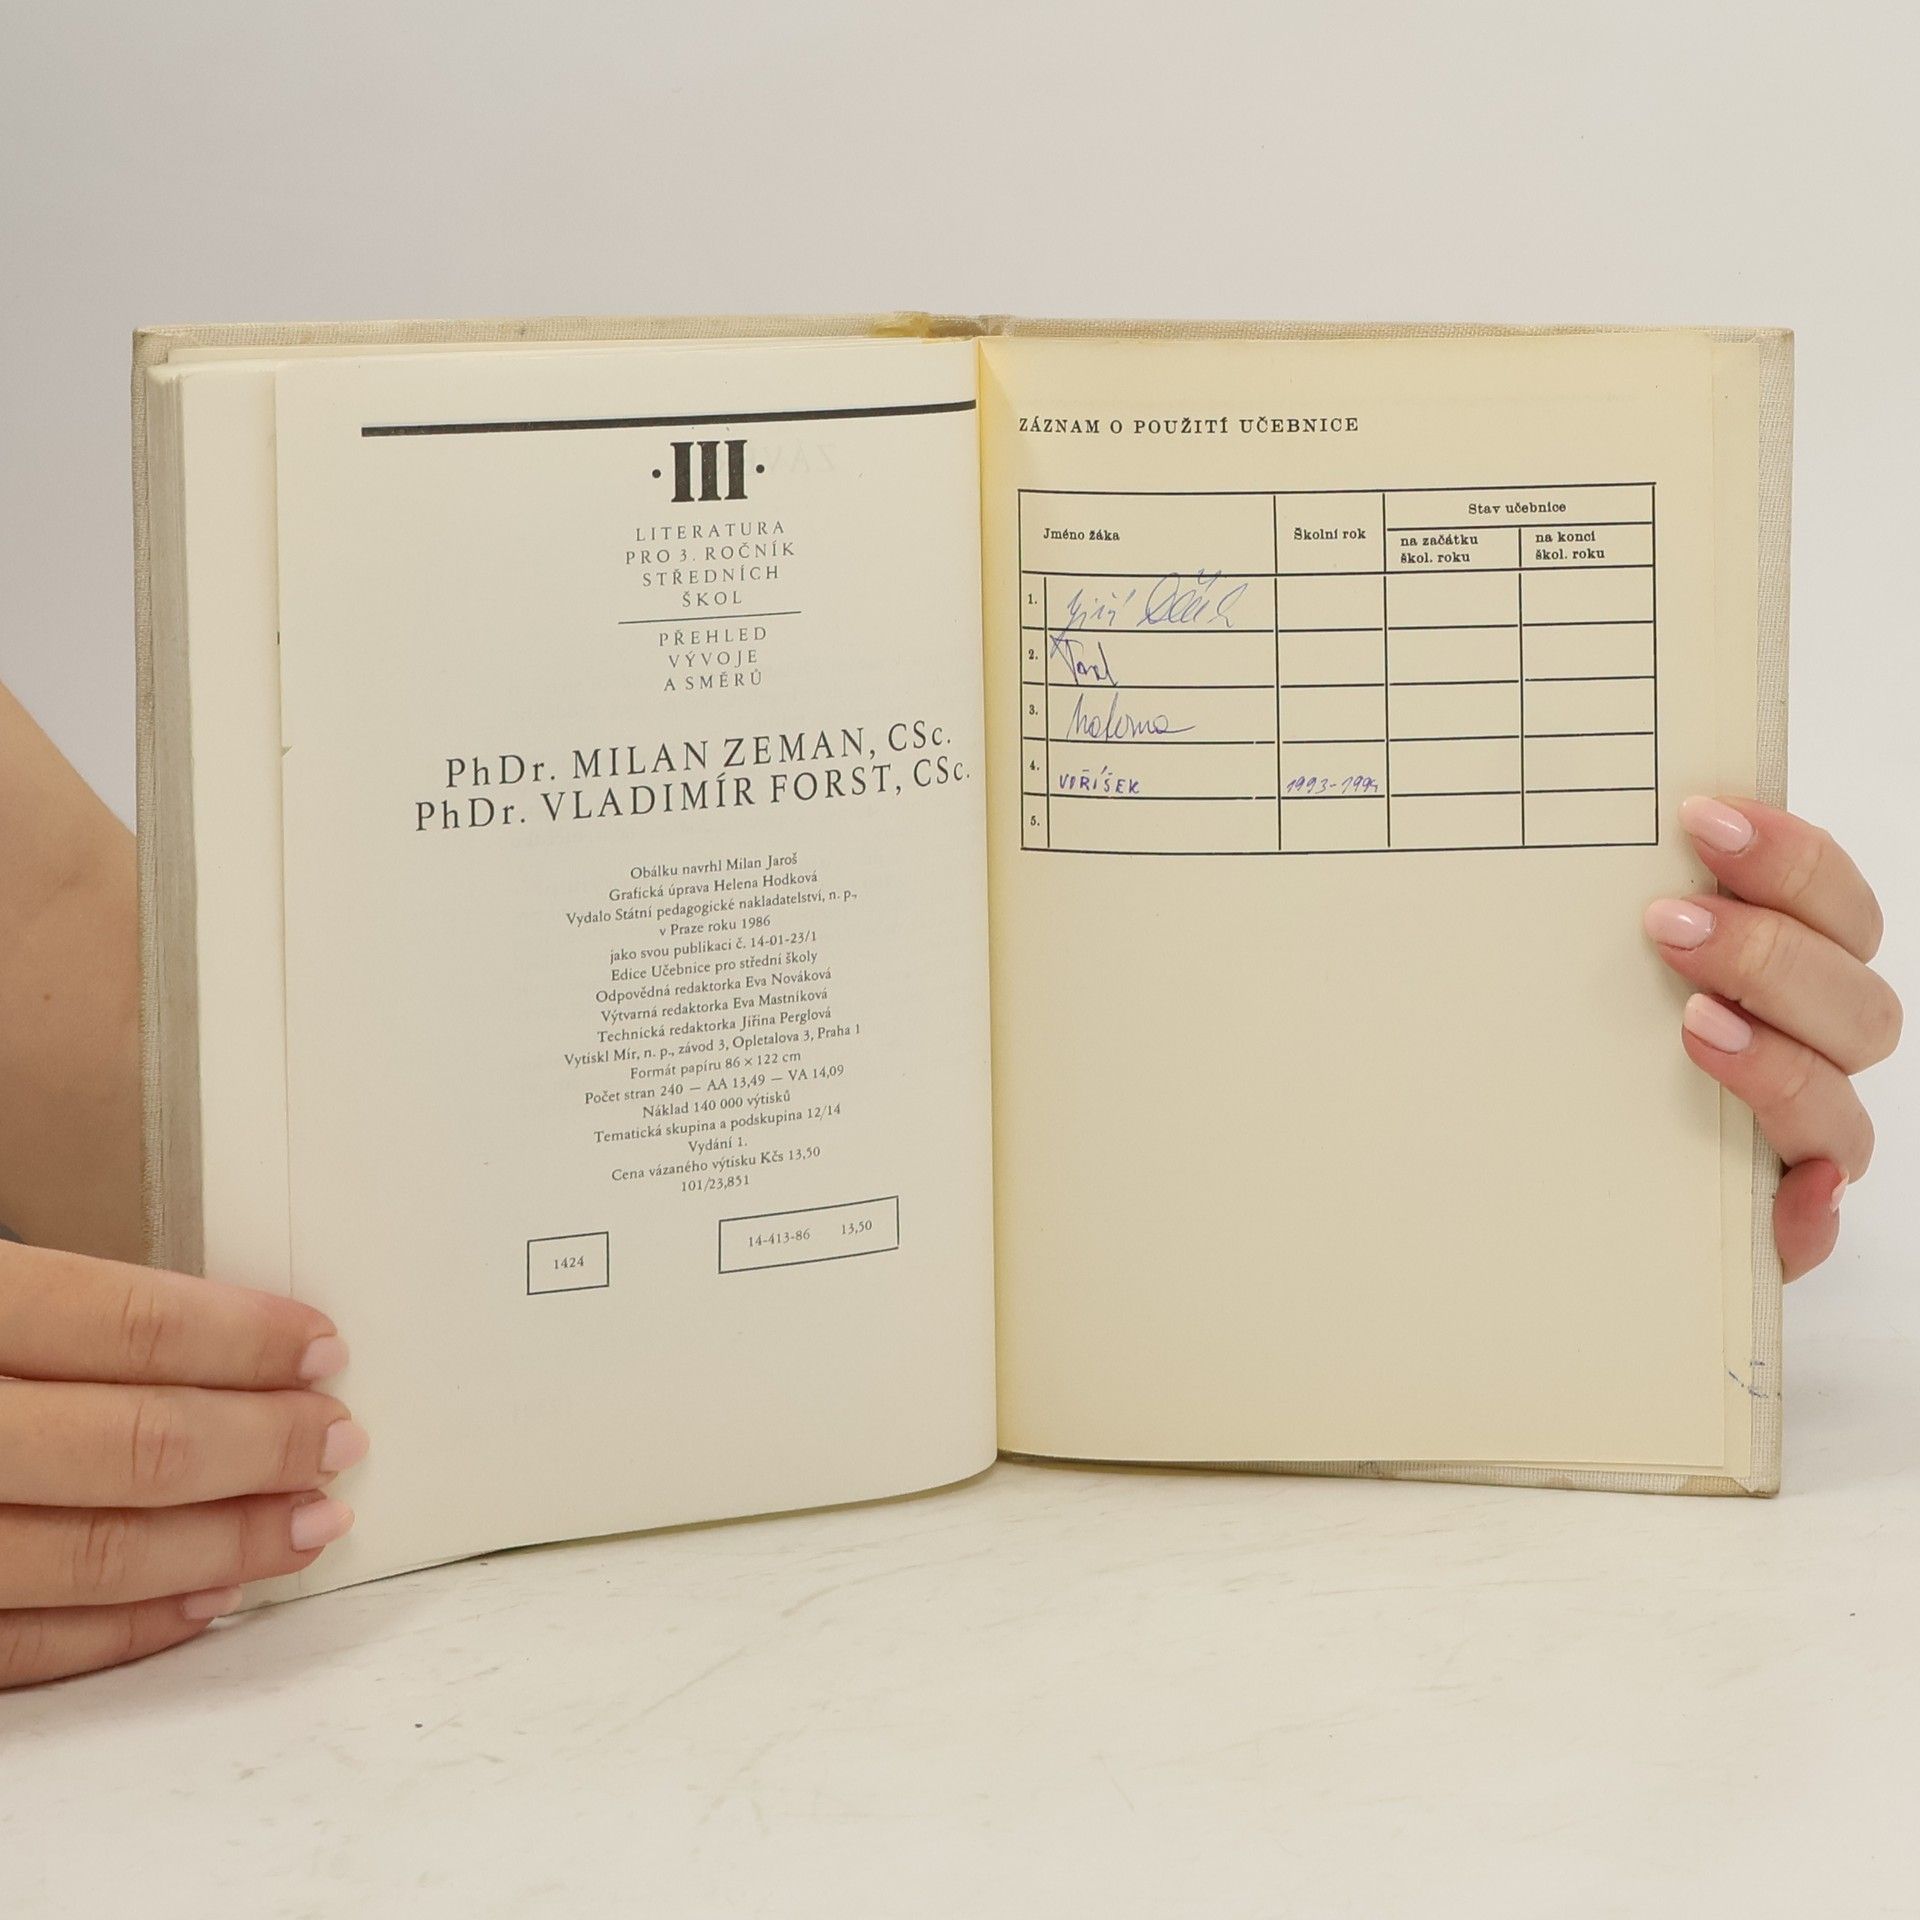 ·III·
LITERATURA
PRO 3. ROČNÍK
STŘEDNÍCH
ŠKOL
PŘEHLED
VÝVOJE
A SMĚRŮ
PhDr. MILAN ZEMAN, CSc.
PhDr. VLADIMÍR FORST, CSc.
Obálku navrhl Milan Jaroš
Grafická úprava Helena Hodková
Vydalo Státní pedagogické nakladatelství, n. p.,
v Praze roku 1986
jako svou publikaci č. 14-01-23/1
Edice Učebnice pro střední školy
Odpovědná redaktorka Eva Nováková
Výtvarná redaktorka Eva Mastníková
Technická redaktorka Jiřina Perglová
Vytiskl Mír, n. p., závod 3, Opletalova 3, Praha 1
Formát papíru 86 × 122 cm
Počet stran 240 — AA 13,49 — VA 14,09
Náklad 140 000 výtisků
Tematická skupina a podskupina 12/14
Vydání 1.
Cena vázaného výtisku Kčs 13,50
101/23,851
1424
14-413-86 13,50
ZÁZNAM O POUŽITÍ UČEBNICE
Jméno žáka
Školní rok
Stav učebnice
na začátku
škol. roku
na konci
škol. roku
1. Jiří
2.
3.
4. VOŘÍŠEK 1993-1994
5.